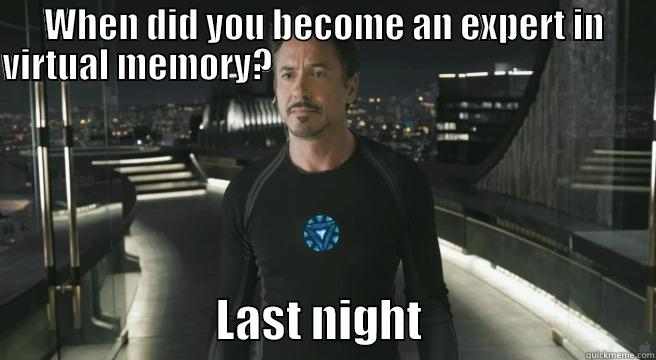 When did you become an expert in
virtual memory?
Last night
quickmeme.com